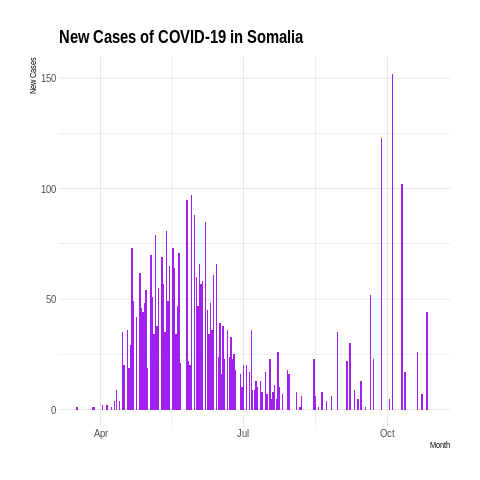 New Cases of COVID-19 in Somalia
New Cases
150
100
50
0
Apr Jul Oct
Month